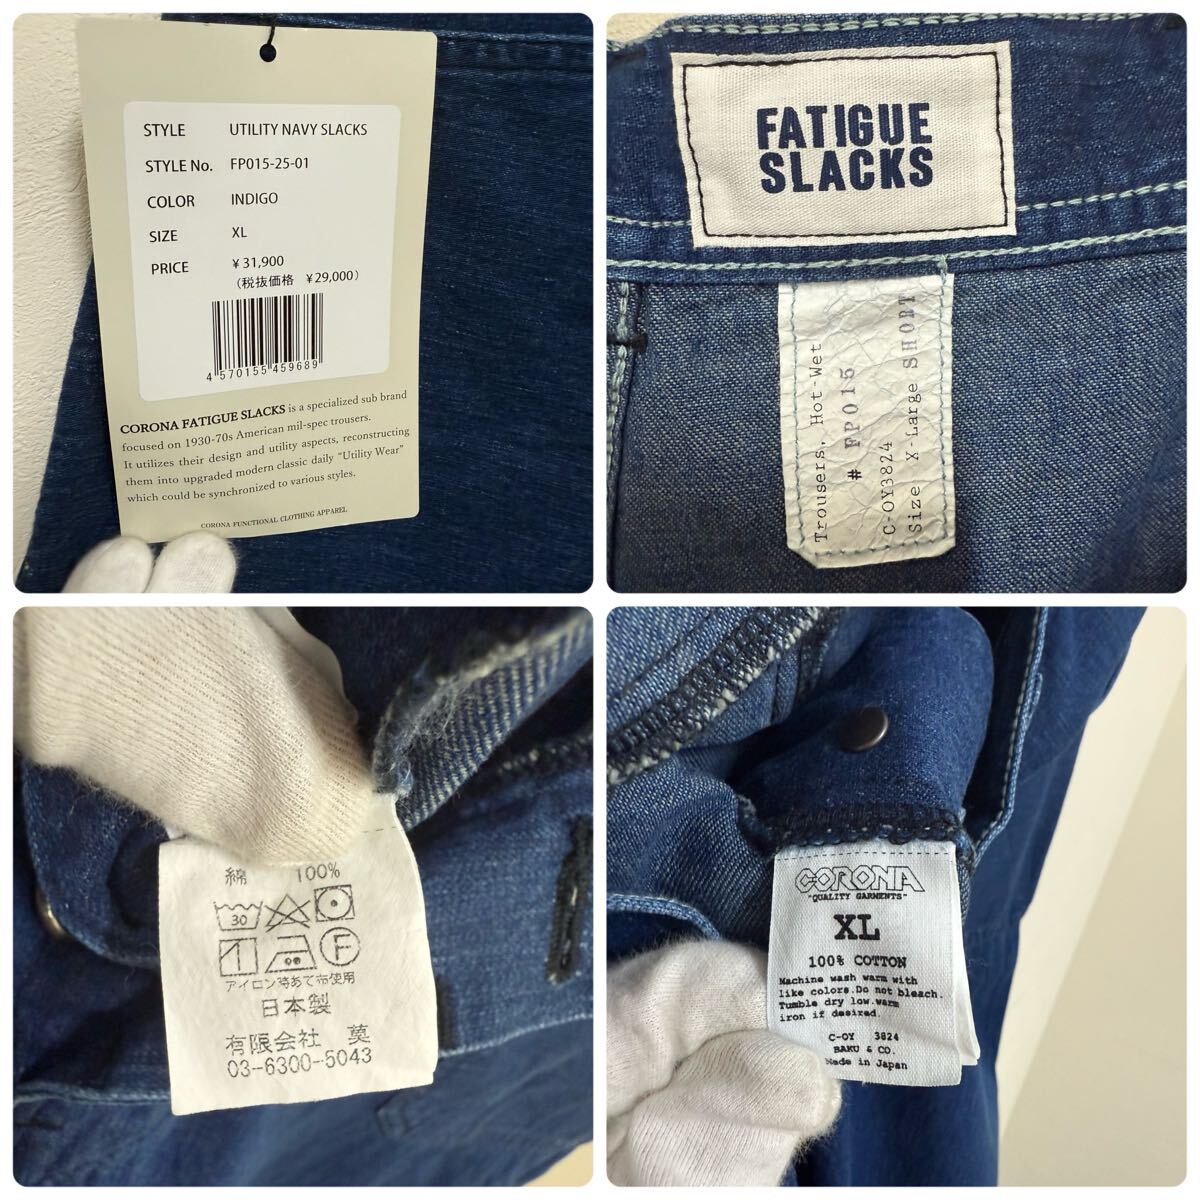 STYLE UTILITY NAVY SLACKS
STYLE No. FP015-25-01
COLOR INDIGO
SIZE XL
PRICE ¥31,900
(税抜価格 ¥29,000)
4 570155 459689
CORONA FATIGUE SLACKS is a specialized sub brand
focused on 1930-70s American mil-spec trousers.
It utilizes their design and utility aspects, reconstructing
them into upgraded modern classic daily "Utility Wear"
which could be synchronized to various styles.
CORONA FUNCTIONAL CLOTHING APPAREL
FATIGUE
SLACKS
Trousers, Hot-Wet
# FP015
C-OY3824
Size X-Large SHORT
綿 100%
30
F
アイロン時あて布使用
日本製
有限会社 莫
03-6300-5043
CORONA
"QUALITY GARMENTS"
XL
100% COTTON
Machine wash warm with
like colors.Do not bleach.
Tumble dry low.warm
iron if desired.
C-OY 3824
BAKU & CO.
Made in Japan